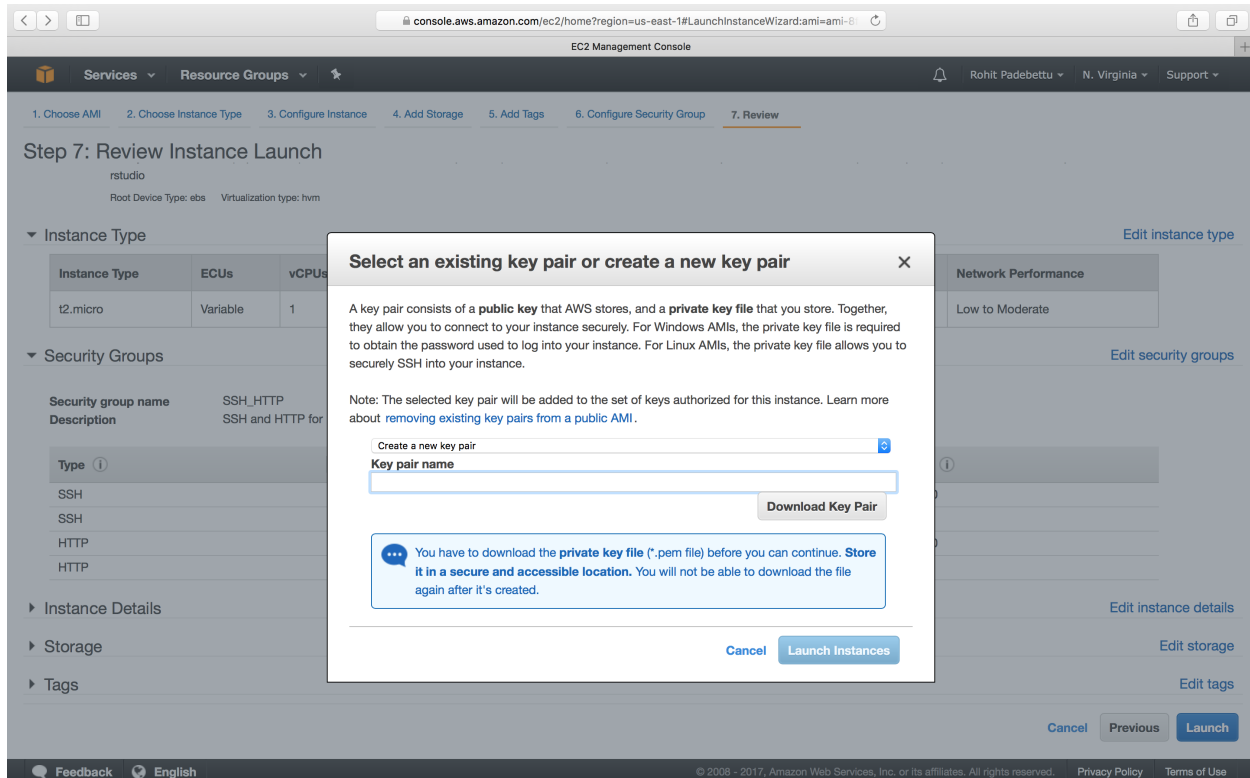 console.aws.amazon.com/ec2/home?region=us-east-1#LaunchInstanceWizard:ami=ami-8
EC2 Management Console
Services Resource Groups Rohit Padebettu N. Virginia Support
1. Choose AMI 2. Choose Instance Type 3. Configure Instance 4. Add Storage 5. Add Tags 6. Configure Security Group 7. Review
Step 7: Review Instance Launch
rstudio
Root Device Type: ebs Virtualization type: hvm
Instance Type Edit instance type
Instance Type ECUs vCPUs Network Performance
t2.micro Variable 1 Low to Moderate
Security Groups Edit security groups
Security group name SSH_HTTP
Description SSH and HTTP for
Type
SSH
SSH
HTTP
HTTP
Instance Details Edit instance details
Storage Edit storage
Tags Edit tags
Select an existing key pair or create a new key pair
A key pair consists of a public key that AWS stores, and a private key file that you store. Together,
they allow you to connect to your instance securely. For Windows AMIs, the private key file is required
to obtain the password used to log into your instance. For Linux AMIs, the private key file allows you to
securely SSH into your instance.
Note: The selected key pair will be added to the set of keys authorized for this instance. Learn more
about removing existing key pairs from a public AMI.
Create a new key pair
Key pair name
Download Key Pair
You have to download the private key file (*.pem file) before you can continue. Store
it in a secure and accessible location. You will not be able to download the file
again after it's created.
Cancel Launch Instances
Cancel Previous Launch
Feedback English © 2008 - 2017, Amazon Web Services, Inc. or its affiliates. All rights reserved. Privacy Policy Terms of Use